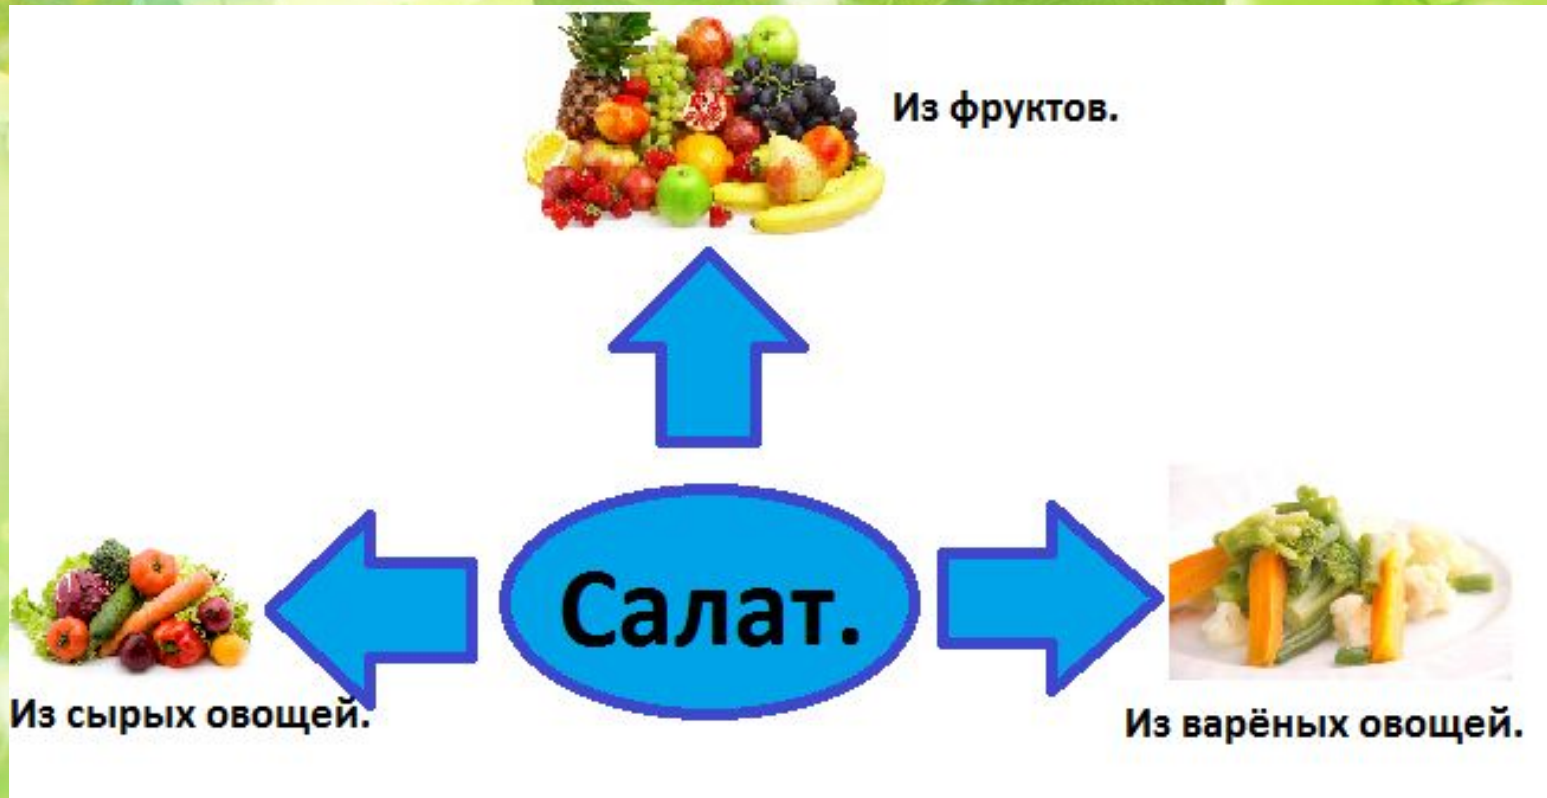 Из фруктов.
Салат.
Из сырых овощей.
Из варёных овощей.